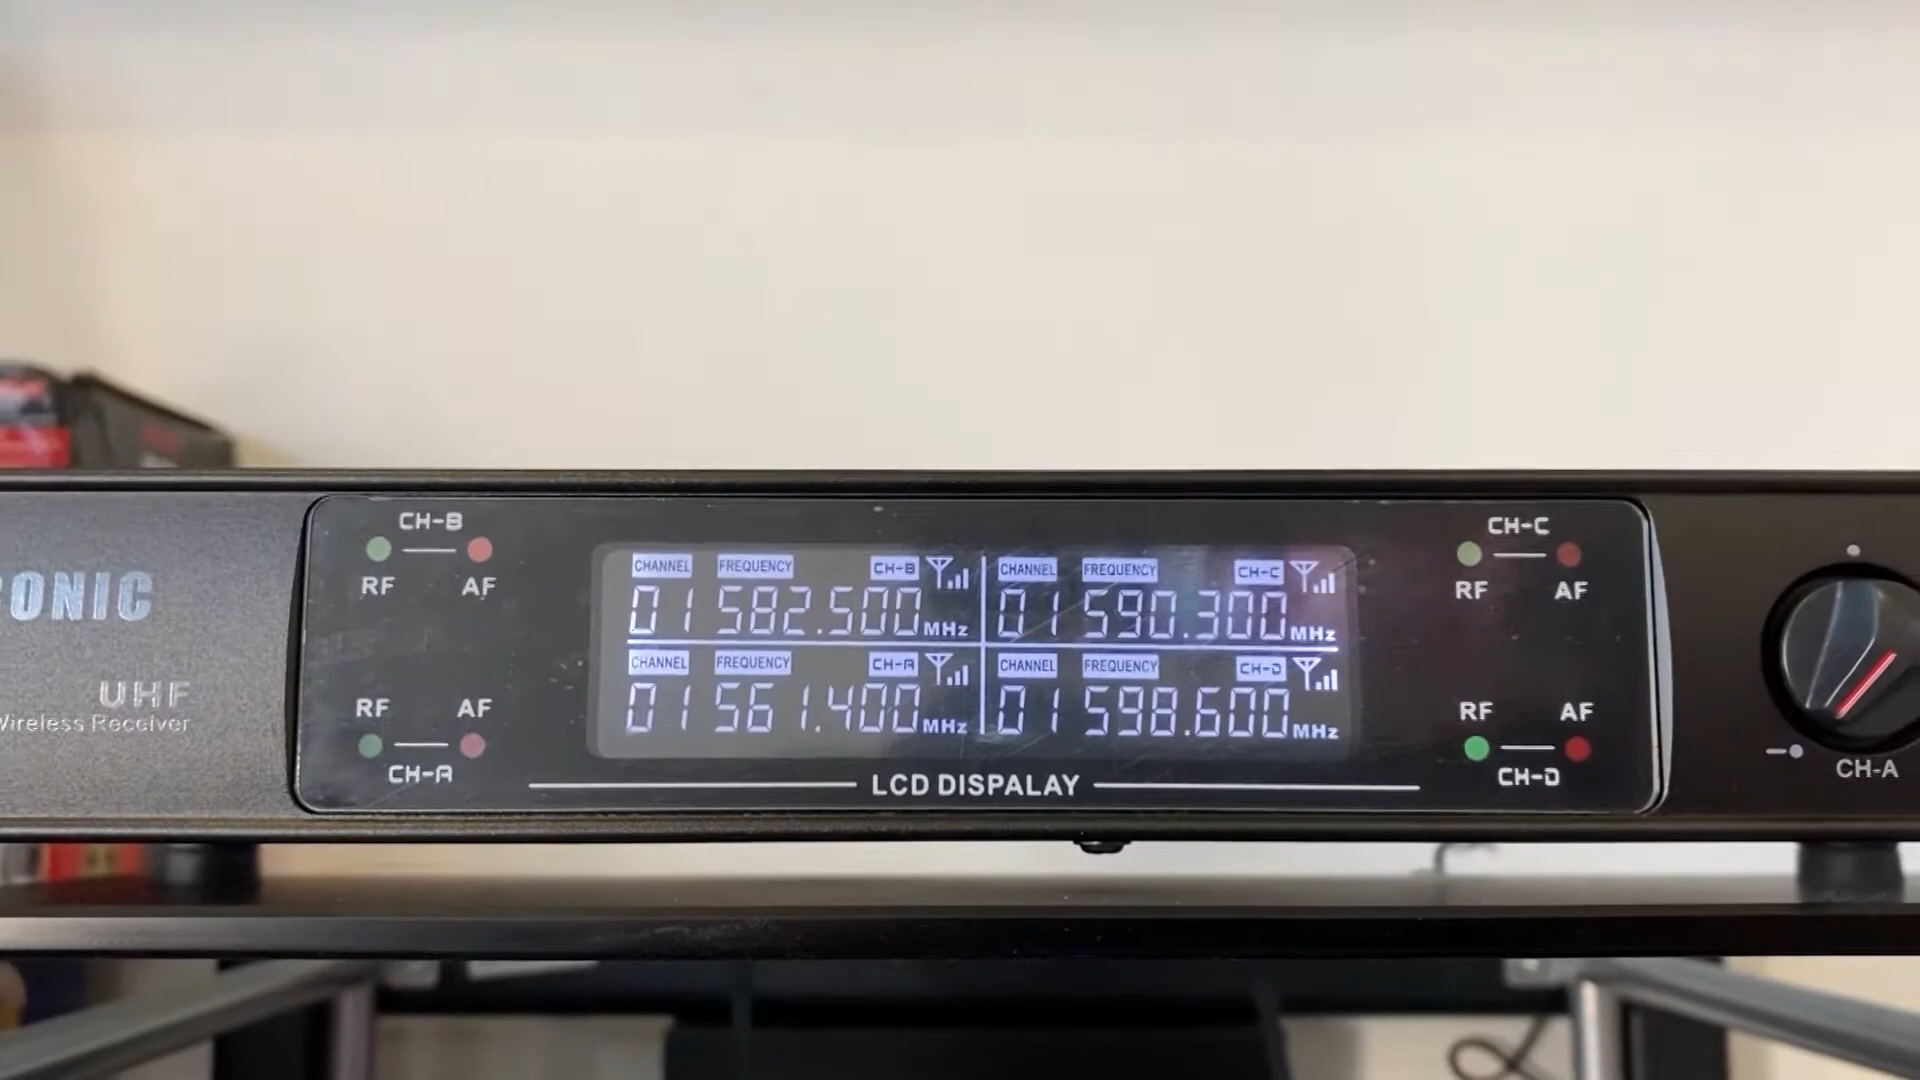 ONIC
UHF
Wireless Receiver
CH-B
RF AF
RF AF
CH-A
CHANNEL FREQUENCY CH-B
01 582.500 MHz
CHANNEL FREQUENCY CH-C
01 590.300 MHz
CHANNEL FREQUENCY CH-A
01 561.400 MHz
CHANNEL FREQUENCY CH-D
01 598.600 MHz
LCD DISPALAY
CH-C
RF AF
RF AF
CH-D
CH-A